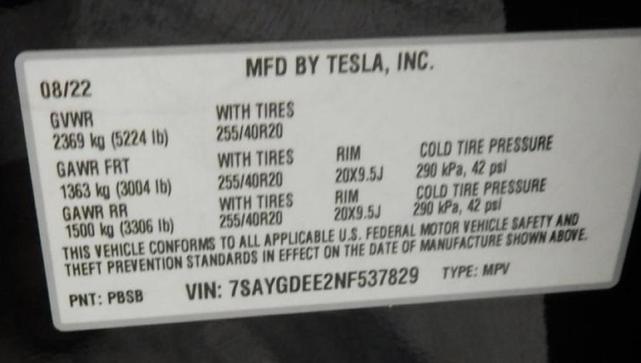 MFD BY TESLA, INC.
08/22
GVWR WITH TIRES
2369 kg (5224 lb) 255/40R20
GAWR FRT WITH TIRES RIM COLD TIRE PRESSURE
1363 kg (3004 lb) 255/40R20 20X9.5J 290 kPa, 42 psi
GAWR RR WITH TIRES RIM COLD TIRE PRESSURE
1500 kg (3306 lb) 255/40R20 20X9.5J 290 kPa, 42 psi
THIS VEHICLE CONFORMS TO ALL APPLICABLE U.S. FEDERAL MOTOR VEHICLE SAFETY AND
THEFT PREVENTION STANDARDS IN EFFECT ON THE DATE OF MANUFACTURE SHOWN ABOVE.
PNT: PBSB VIN: 7SAYGDEE2NF537829 TYPE: MPV